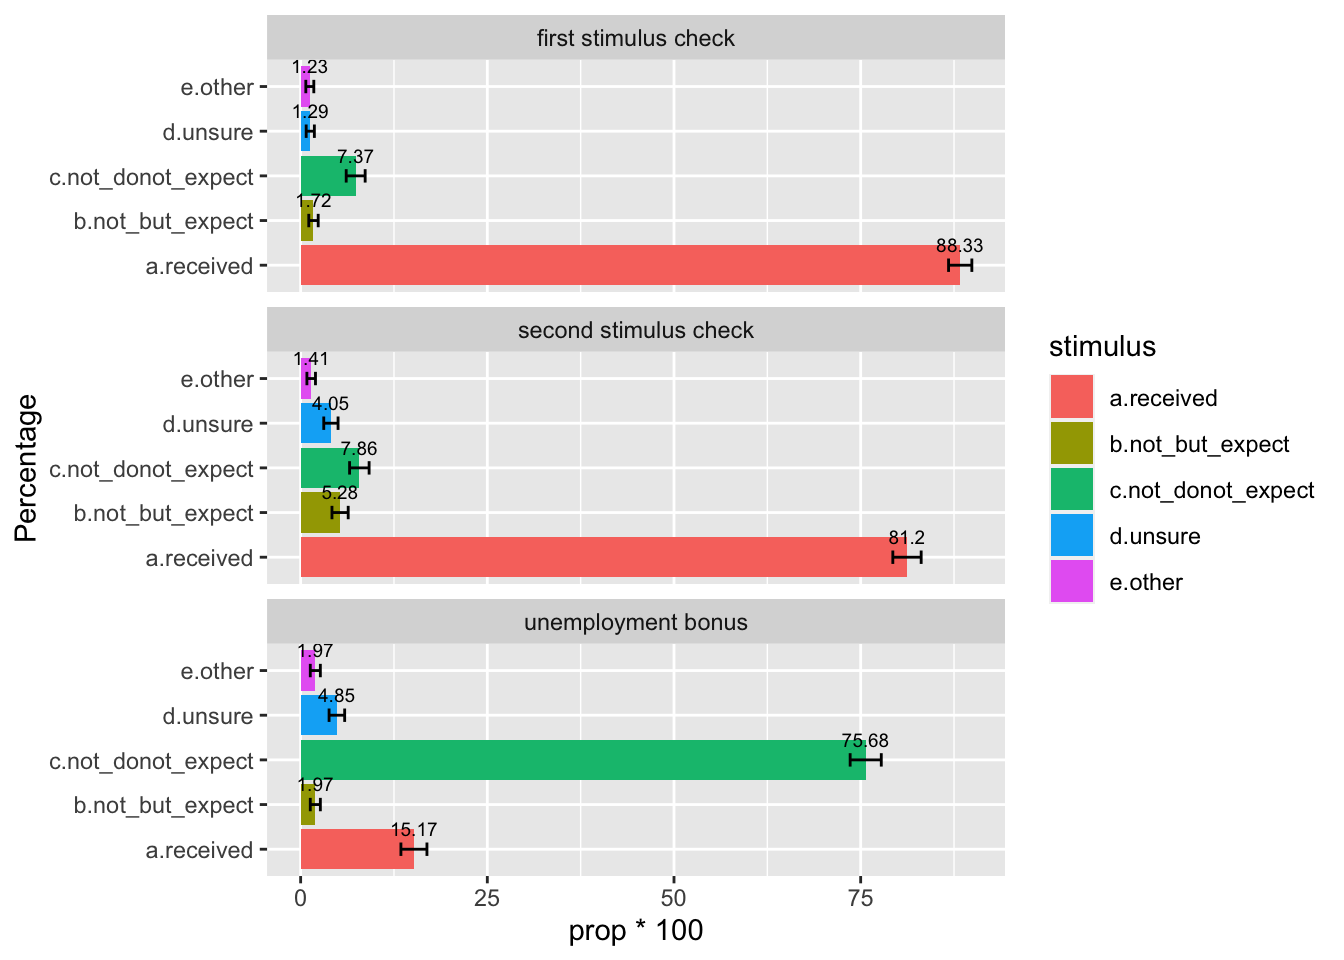 first stimulus check
e.other
1.23
d.unsure
1.29
c.not_donot_expect
7.37
b.not_but_expect
1.72
a.received
88.33
second stimulus check
e.other
1.41
d.unsure
4.05
c.not_donot_expect
7.86
b.not_but_expect
5.28
a.received
81.2
unemployment bonus
e.other
1.97
d.unsure
4.85
c.not_donot_expect
75.68
b.not_but_expect
1.97
a.received
15.17
0 25 50 75
prop * 100
Percentage
stimulus
a.received
b.not_but_expect
c.not_donot_expect
d.unsure
e.other